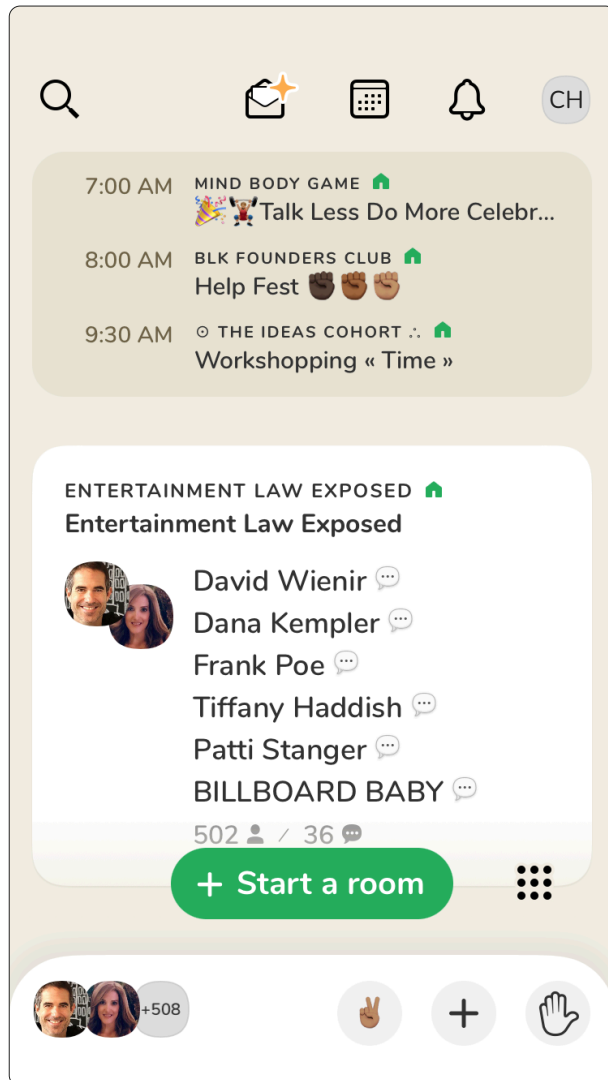 CH
7:00 AM MIND BODY GAME
🎉🏋🏿Talk Less Do More Celebr...
8:00 AM BLK FOUNDERS CLUB
Help Fest ✊🏿✊🏾✊🏽
9:30 AM ⊙ THE IDEAS COHORT ∴
Workshopping « Time »
ENTERTAINMENT LAW EXPOSED
Entertainment Law Exposed
David Wienir 💬
Dana Kempler 💬
Frank Poe 💬
Tiffany Haddish 💬
Patti Stanger 💬
BILLBOARD BABY 💬
502 / 36
+ Start a room
+508